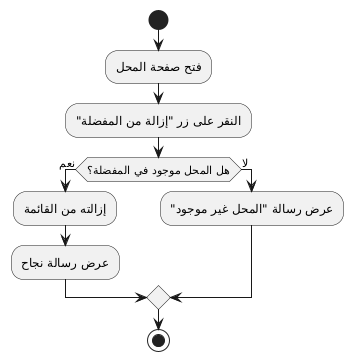 فتح صفحة المحل
النقر على زر "إزالة من المفضلة"
هل المحل موجود في المفضلة؟
نعم
لا
إزالته من القائمة
عرض رسالة "المحل غير موجود"
عرض رسالة نجاح